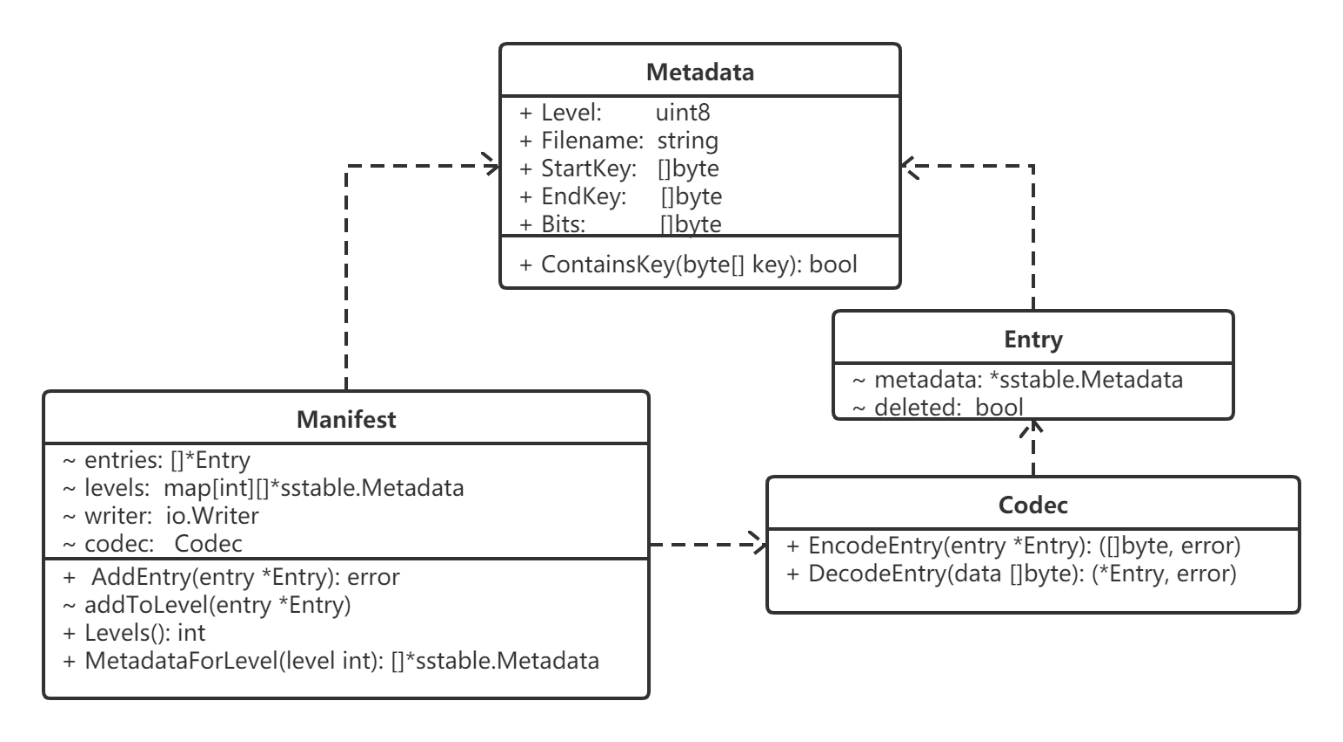 Metadata
+ Level: uint8
+ Filename: string
+ StartKey: []byte
+ EndKey: []byte
+ Bits: []byte
+ ContainsKey(byte[] key): bool
Entry
~ metadata: *sstable.Metadata
~ deleted: bool
Manifest
~ entries: []*Entry
~ levels: map[int][]*sstable.Metadata
~ writer: io.Writer
~ codec: Codec
+ AddEntry(entry *Entry): error
~ addToLevel(entry *Entry)
+ Levels(): int
+ MetadataForLevel(level int): []*sstable.Metadata
Codec
+ EncodeEntry(entry *Entry): ([]byte, error)
+ DecodeEntry(data []byte): (*Entry, error)